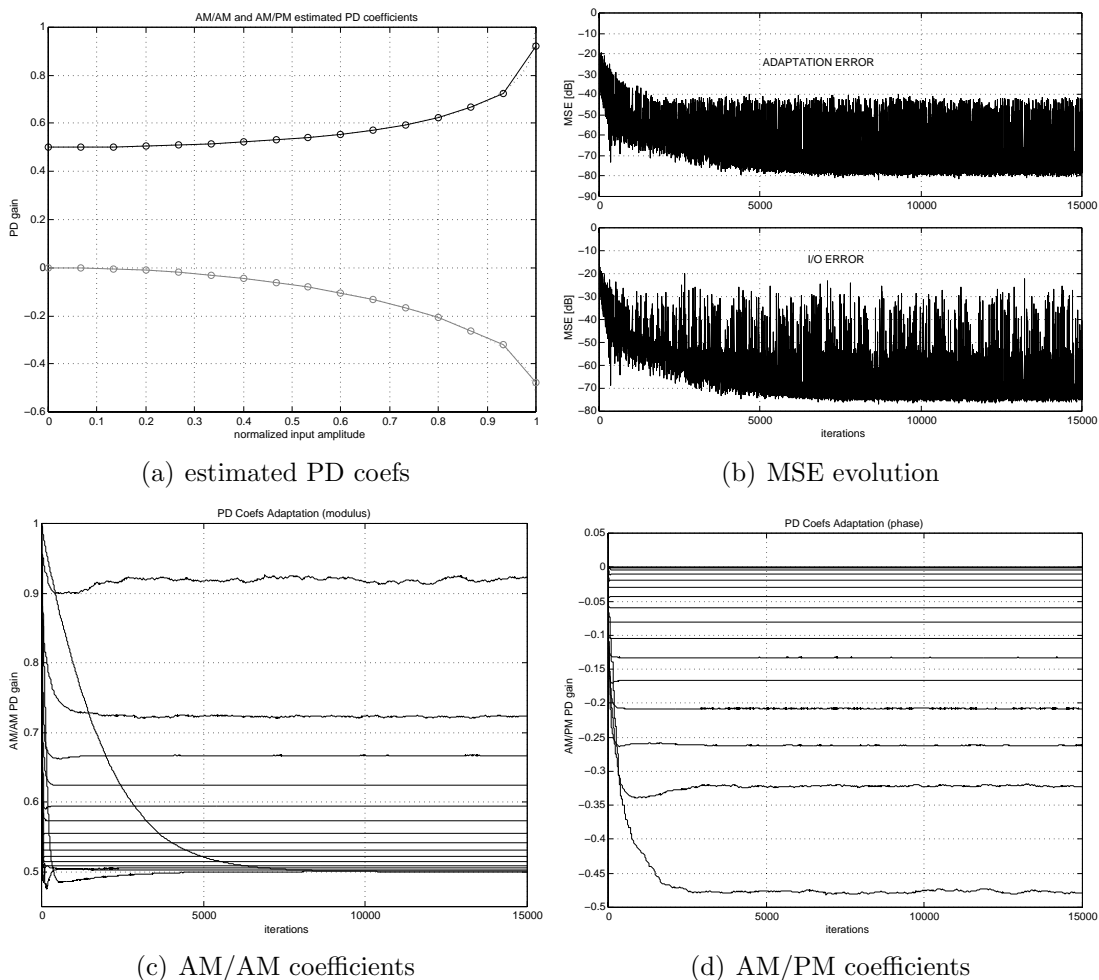 AM/AM and AM/PM estimated PD coefficients
1
0.8
0.6
0.4
0.2
0
−0.2
−0.4
−0.6
PD gain
0 0.1 0.2 0.3 0.4 0.5 0.6 0.7 0.8 0.9 1
normalized input amplitude
(a) estimated PD coefs
0
−10
−20
−30
−40
−50
−60
−70
−80
−90
MSE [dB]
ADAPTATION ERROR
0 5000 10000 15000
0
−10
−20
−30
−40
−50
−60
−70
−80
MSE [dB]
I/O ERROR
0 5000 10000 15000
iterations
(b) MSE evolution
PD Coefs Adaptation (modulus)
1
0.9
0.8
0.7
0.6
0.5
AM/AM PD gain
0 5000 10000 15000
iterations
(c) AM/AM coefficients
PD Coefs Adaptation (phase)
0.05
0
−0.05
−0.1
−0.15
−0.2
−0.25
−0.3
−0.35
−0.4
−0.45
−0.5
AM/PM PD gain
0 5000 10000 15000
iterations
(d) AM/PM coefficients